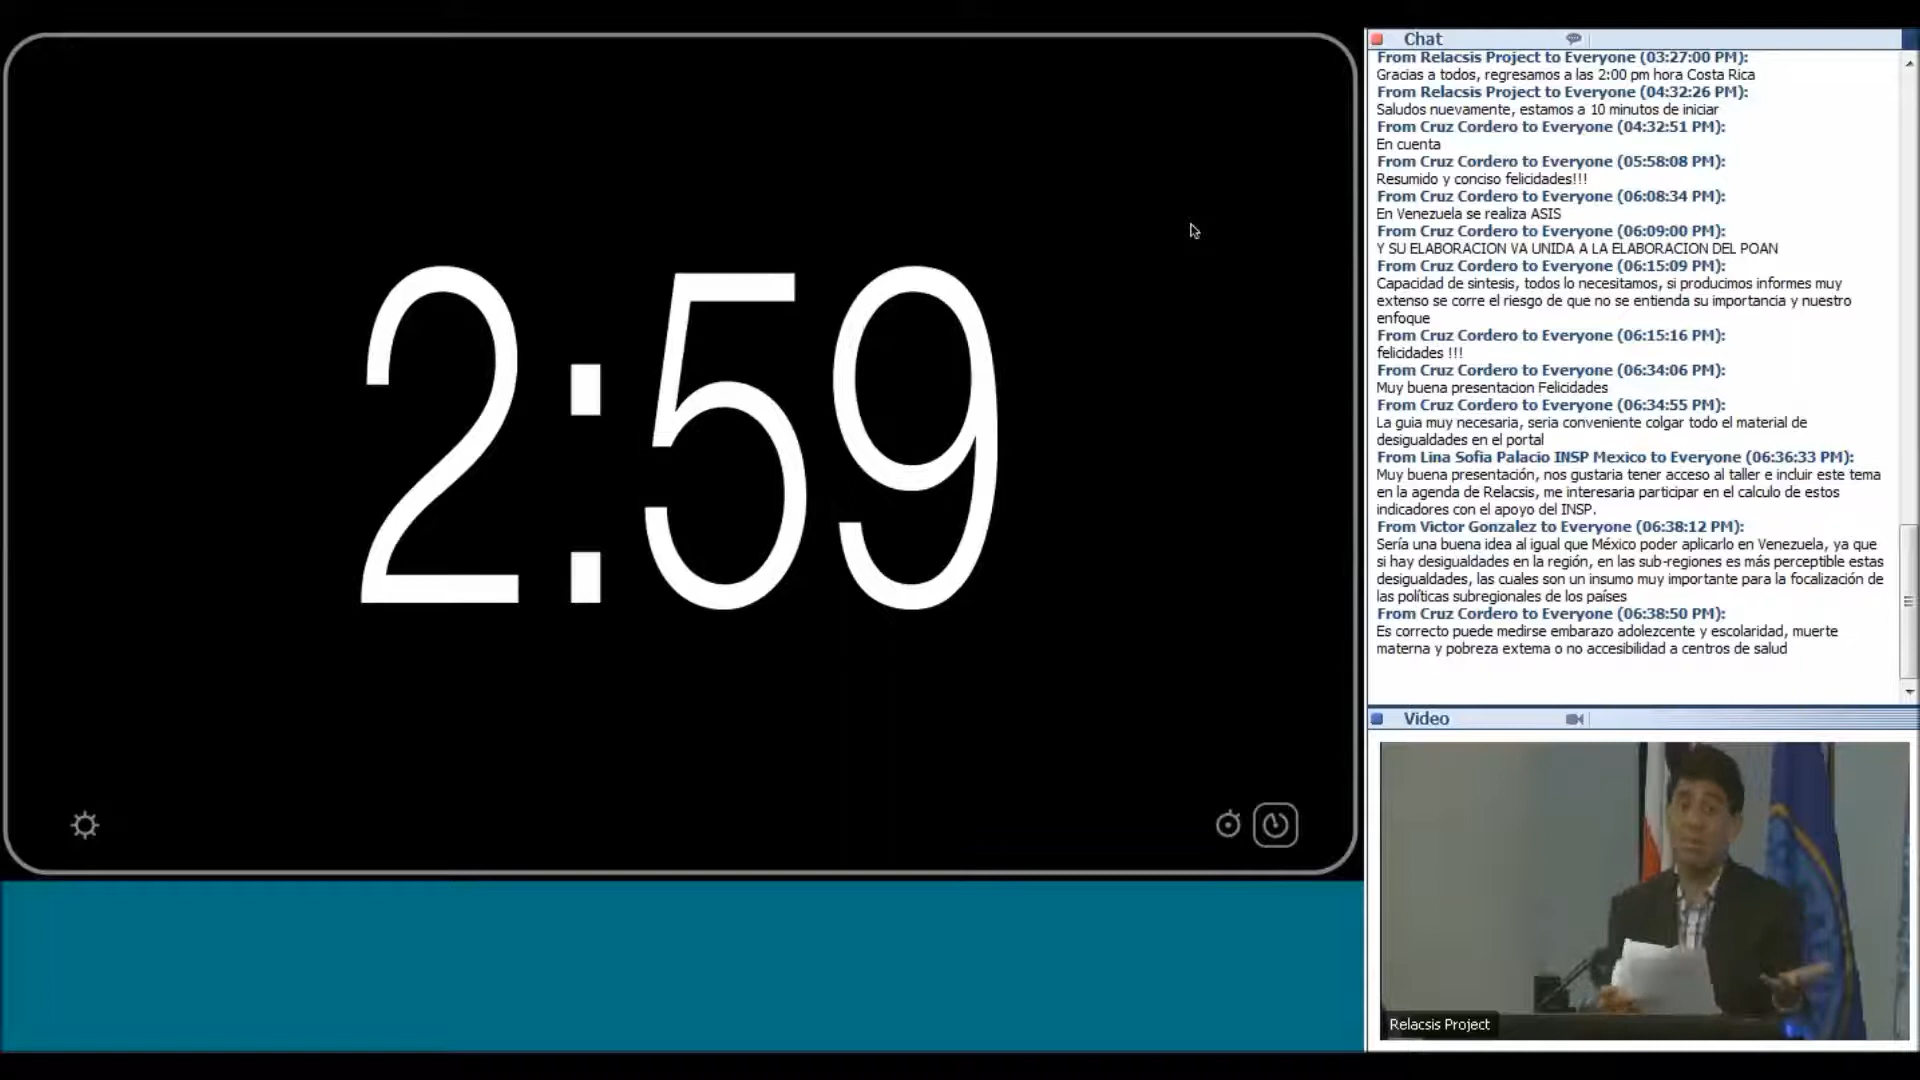 2:59
Chat
From Relacsis Project to Everyone (03:27:00 PM):
Gracias a todos, regresamos a las 2:00 pm hora Costa Rica
From Relacsis Project to Everyone (04:32:26 PM):
Saludos nuevamente, estamos a 10 minutos de iniciar
From Cruz Cordero to Everyone (04:32:51 PM):
En cuenta
From Cruz Cordero to Everyone (05:58:08 PM):
Resumido y conciso felicidades!!!
From Cruz Cordero to Everyone (06:08:34 PM):
En Venezuela se realiza ASIS
From Cruz Cordero to Everyone (06:09:00 PM):
Y SU ELABORACION VA UNIDA A LA ELABORACION DEL POAN
From Cruz Cordero to Everyone (06:15:09 PM):
Capacidad de sintesis, todos lo necesitamos, si producimos informes muy
extenso se corre el riesgo de que no se entienda su importancia y nuestro
enfoque
From Cruz Cordero to Everyone (06:15:16 PM):
felicidades !!!
From Cruz Cordero to Everyone (06:34:06 PM):
Muy buena presentacion Felicidades
From Cruz Cordero to Everyone (06:34:55 PM):
La guia muy necesaria, seria conveniente colgar todo el material de
desigualdades en el portal
From Lina Sofia Palacio INSP Mexico to Everyone (06:36:33 PM):
Muy buena presentación, nos gustaria tener acceso al taller e incluir este tema
en la agenda de Relacsis, me interesaria participar en el calculo de estos
indicadores con el apoyo del INSP.
From Victor Gonzalez to Everyone (06:38:12 PM):
Sería una buena idea al igual que México poder aplicarlo en Venezuela, ya que
si hay desigualdades en la región, en las sub-regiones es más perceptible estas
desigualdades, las cuales son un insumo muy importante para la focalización de
las políticas subregionales de los países
From Cruz Cordero to Everyone (06:38:50 PM):
Es correcto puede medirse embarazo adolezcente y escolaridad, muerte
materna y pobreza extema o no accesibilidad a centros de salud
Video
Relacsis Project